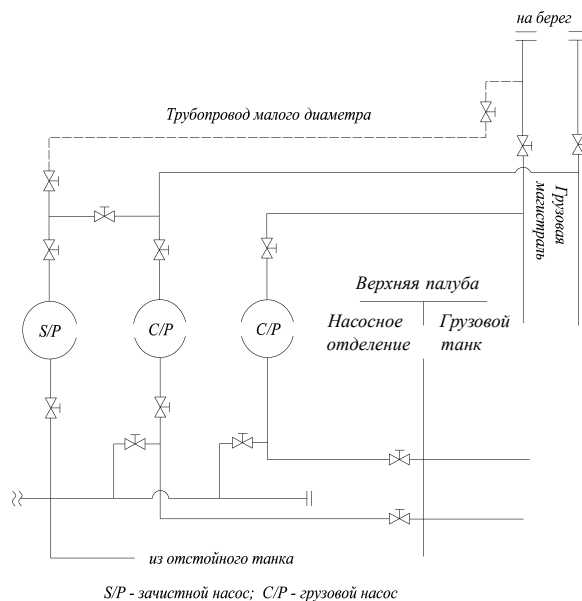 на берег
Трубопровод малого диаметра
Грузовая
магистраль
Верхняя палуба
Насосное
отделение
Грузовой
танк
S/P
C/P
C/P
из отстойного танка
S/P - зачистной насос; C/P - грузовой насос